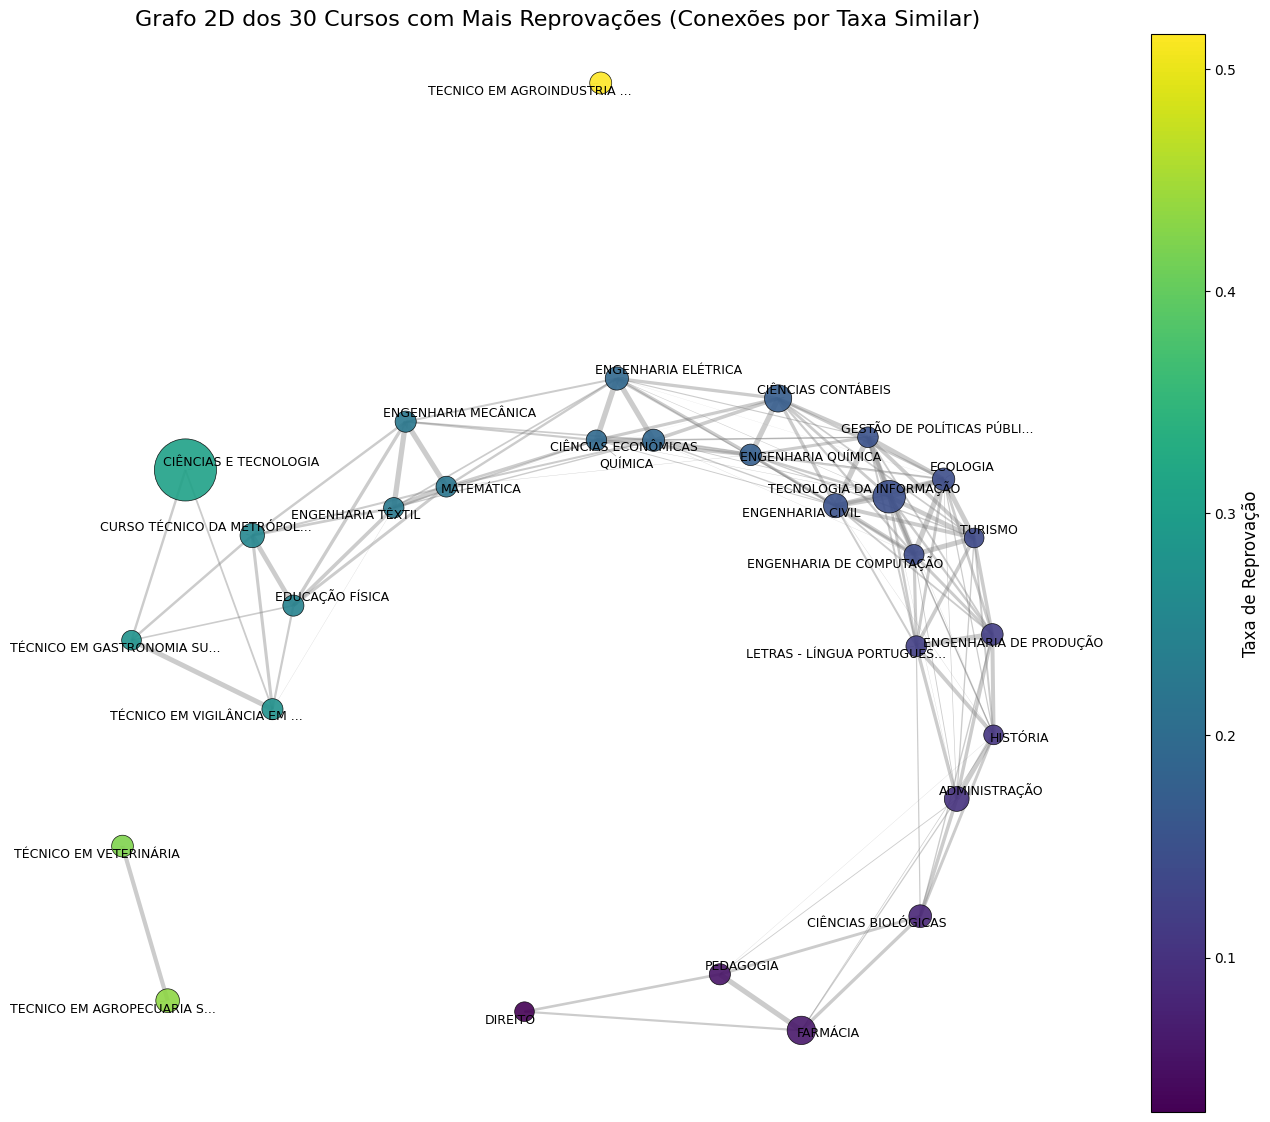 Grafo 2D dos 30 Cursos com Mais Reprovações (Conexões por Taxa Similar)
TECNICO EM AGROINDUSTRIA ...
ENGENHARIA ELÉTRICA
CIÊNCIAS CONTÁBEIS
ENGENHARIA MECÂNICA
GESTÃO DE POLÍTICAS PÚBLI...
CIÊNCIAS ECONÔMICAS
ENGENHARIA QUÍMICA
CIÊNCIAS E TECNOLOGIA
QUÍMICA
ECOLOGIA
MATEMÁTICA
TECNOLOGIA DA INFORMAÇÃO
ENGENHARIA TÊXTIL
ENGENHARIA CIVIL
CURSO TÉCNICO DA METRÓPOL...
TURISMO
ENGENHARIA DE COMPUTAÇÃO
EDUCAÇÃO FÍSICA
ENGENHARIA DE PRODUÇÃO
TÉCNICO EM GASTRONOMIA SU...
LETRAS - LÍNGUA PORTUGUES...
TÉCNICO EM VIGILÂNCIA EM ...
HISTÓRIA
ADMINISTRAÇÃO
TÉCNICO EM VETERINÁRIA
CIÊNCIAS BIOLÓGICAS
PEDAGOGIA
TECNICO EM AGROPECUARIA S...
DIREITO
FARMÁCIA
0.5
0.4
0.3
0.2
0.1
Taxa de Reprovação